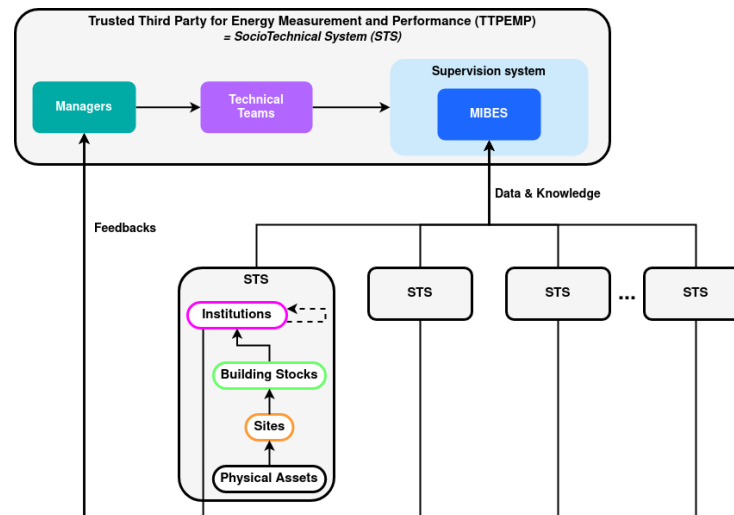 Trusted Third Party for Energy Measurement and Performance (TTPEMP)
= SocioTechnical System (STS)
Supervision system
Managers
Technical
Teams
MIBES
Data & Knowledge
Feedbacks
STS
Institutions
Building Stocks
Sites
Physical Assets
STS
STS
...
STS